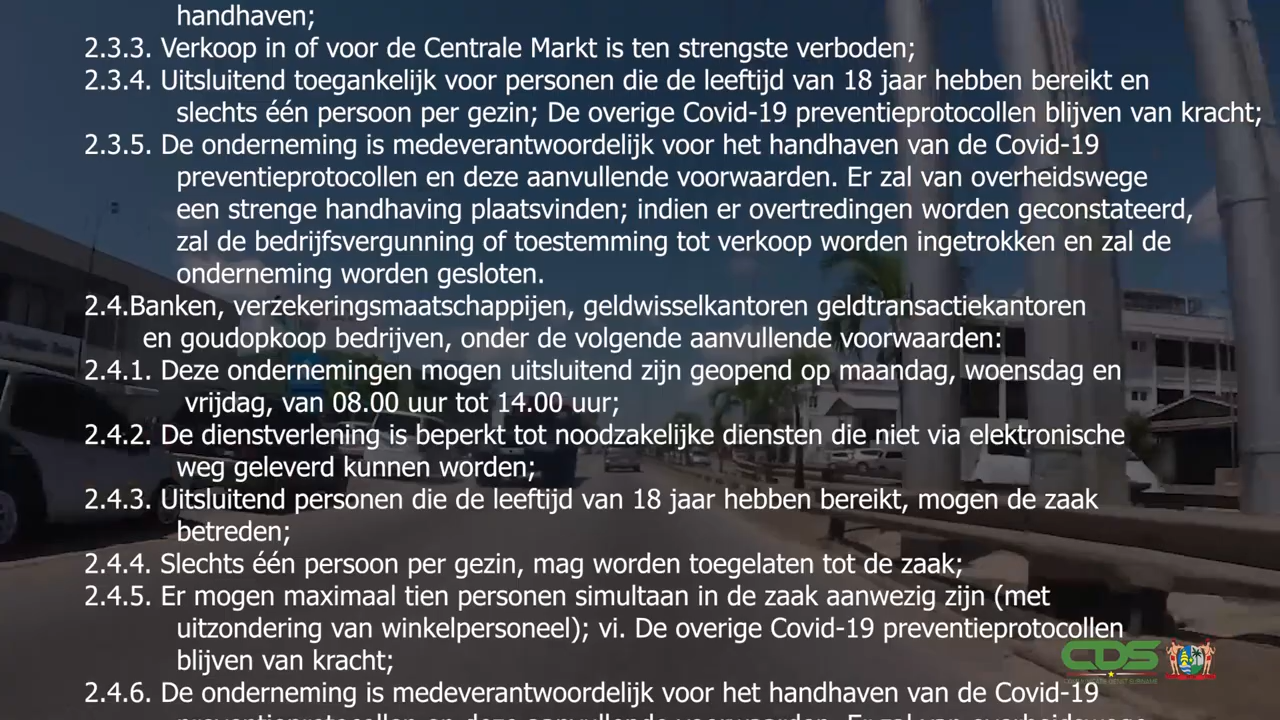 handhaven;
2.3.3. Verkoop in of voor de Centrale Markt is ten strengste verboden;
2.3.4. Uitsluitend toegankelijk voor personen die de leeftijd van 18 jaar hebben bereikt en
slechts één persoon per gezin; De overige Covid-19 preventieprotocollen blijven van kracht;
2.3.5. De onderneming is medeverantwoordelijk voor het handhaven van de Covid-19
preventieprotocollen en deze aanvullende voorwaarden. Er zal van overheidswege
een strenge handhaving plaatsvinden; indien er overtredingen worden geconstateerd,
zal de bedrijfsvergunning of toestemming tot verkoop worden ingetrokken en zal de
onderneming worden gesloten.
2.4.Banken, verzekeringsmaatschappijen, geldwisselkantoren geldtransactiekantoren
en goudopkoop bedrijven, onder de volgende aanvullende voorwaarden:
2.4.1. Deze ondernemingen mogen uitsluitend zijn geopend op maandag, woensdag en
vrijdag, van 08.00 uur tot 14.00 uur;
2.4.2. De dienstverlening is beperkt tot noodzakelijke diensten die niet via elektronische
weg geleverd kunnen worden;
2.4.3. Uitsluitend personen die de leeftijd van 18 jaar hebben bereikt, mogen de zaak
betreden;
2.4.4. Slechts één persoon per gezin, mag worden toegelaten tot de zaak;
2.4.5. Er mogen maximaal tien personen simultaan in de zaak aanwezig zijn (met
uitzondering van winkelpersoneel); vi. De overige Covid-19 preventieprotocollen
blijven van kracht;
CDS
2.4.6. De onderneming is medeverantwoordelijk voor het handhaven van de Covid-19
preventieprotocollen en deze aanvullende voorwaarden. Er zal van overheidswege